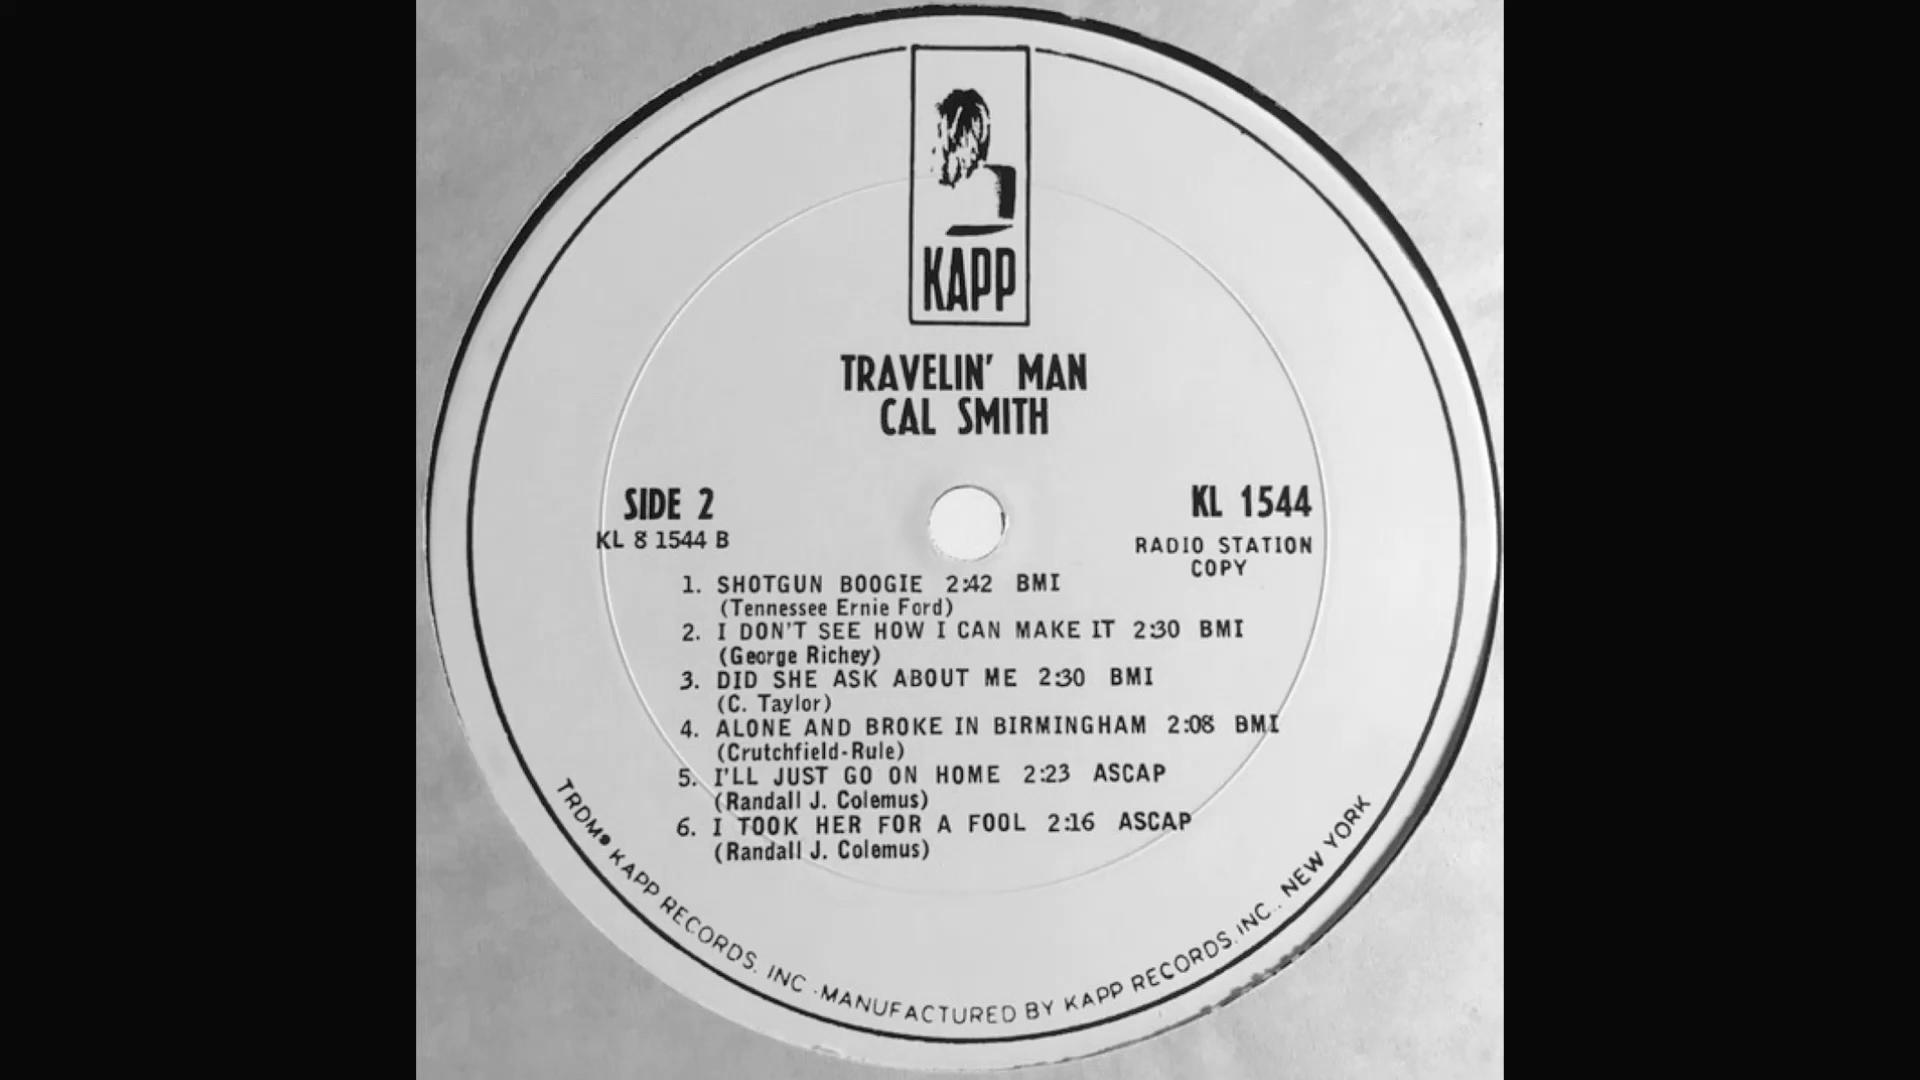 KAPP
TRAVELIN' MAN
CAL SMITH
SIDE 2
KL 8 1544 B
KL 1544
RADIO STATION
COPY
1. SHOTGUN BOOGIE 2:42 BMI
(Tennessee Ernie Ford)
2. I DON'T SEE HOW I CAN MAKE IT 2:30 BMI
(George Richey)
3. DID SHE ASK ABOUT ME 2:30 BMI
(C. Taylor)
4. ALONE AND BROKE IN BIRMINGHAM 2:08 BMI
(Crutchfield-Rule)
5. I'LL JUST GO ON HOME 2:23 ASCAP
(Randall J. Colemus)
6. I TOOK HER FOR A FOOL 2:16 ASCAP
(Randall J. Colemus)
TRDM• KAPP RECORDS, INC. · MANUFACTURED BY KAPP RECORDS, INC., NEW YORK